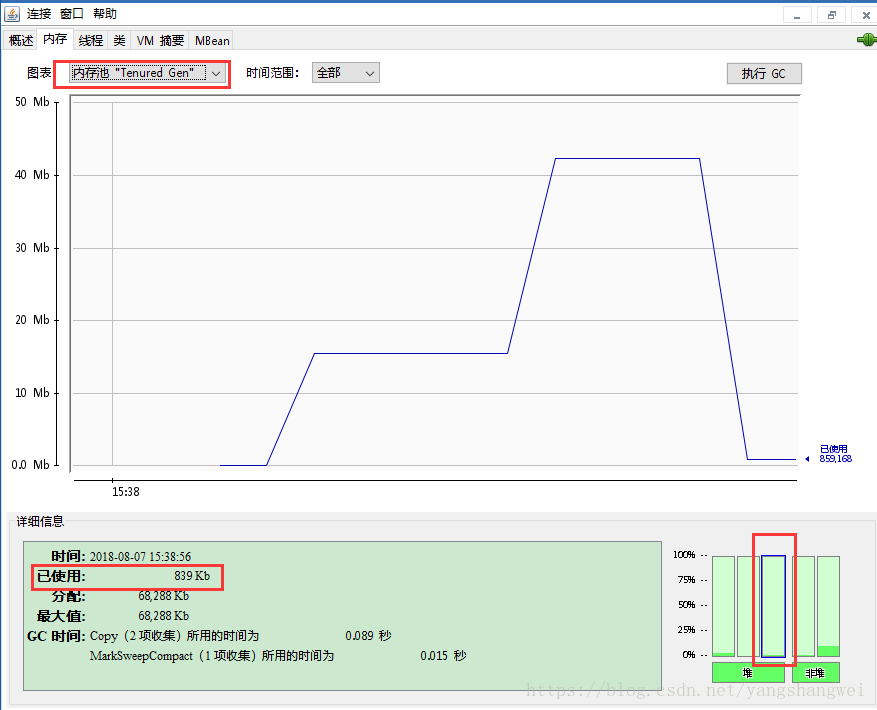 连接 窗口 帮助
概述 内存 线程 类 VM 摘要 MBean
图表 内存池 "Tenured Gen" 时间范围: 全部 执行 GC
50 Mb
40 Mb
30 Mb
20 Mb
10 Mb
0.0 Mb
已使用
859,168
15:38
详细信息
时间: 2018-08-07 15:38:56
已使用: 839 Kb
分配: 68,288 Kb
最大值: 68,288 Kb
GC 时间: Copy（2 项收集）所用的时间为 0.089 秒
MarkSweepCompact（1 项收集）所用的时间为 0.015 秒
100% --
75% --
50% --
25% --
0% --
堆 非堆
https://blog.csdn.net/yangshangwei